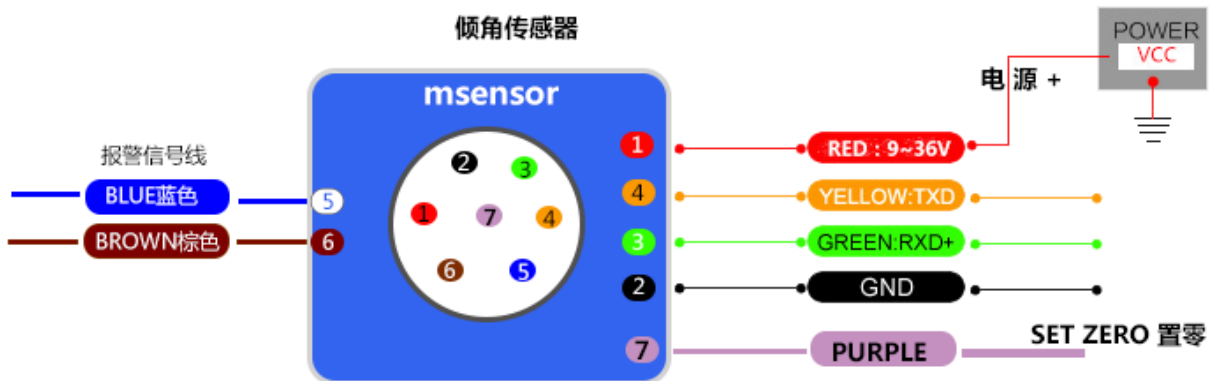 倾角传感器
POWER
VCC
电 源 +
msensor
报警信号线
BLUE蓝色
BROWN棕色
5
6
2
3
1
7
4
6
5
1
RED : 9~36V
4
YELLOW:TXD
3
GREEN:RXD+
2
GND
7
PURPLE
SET ZERO 置零